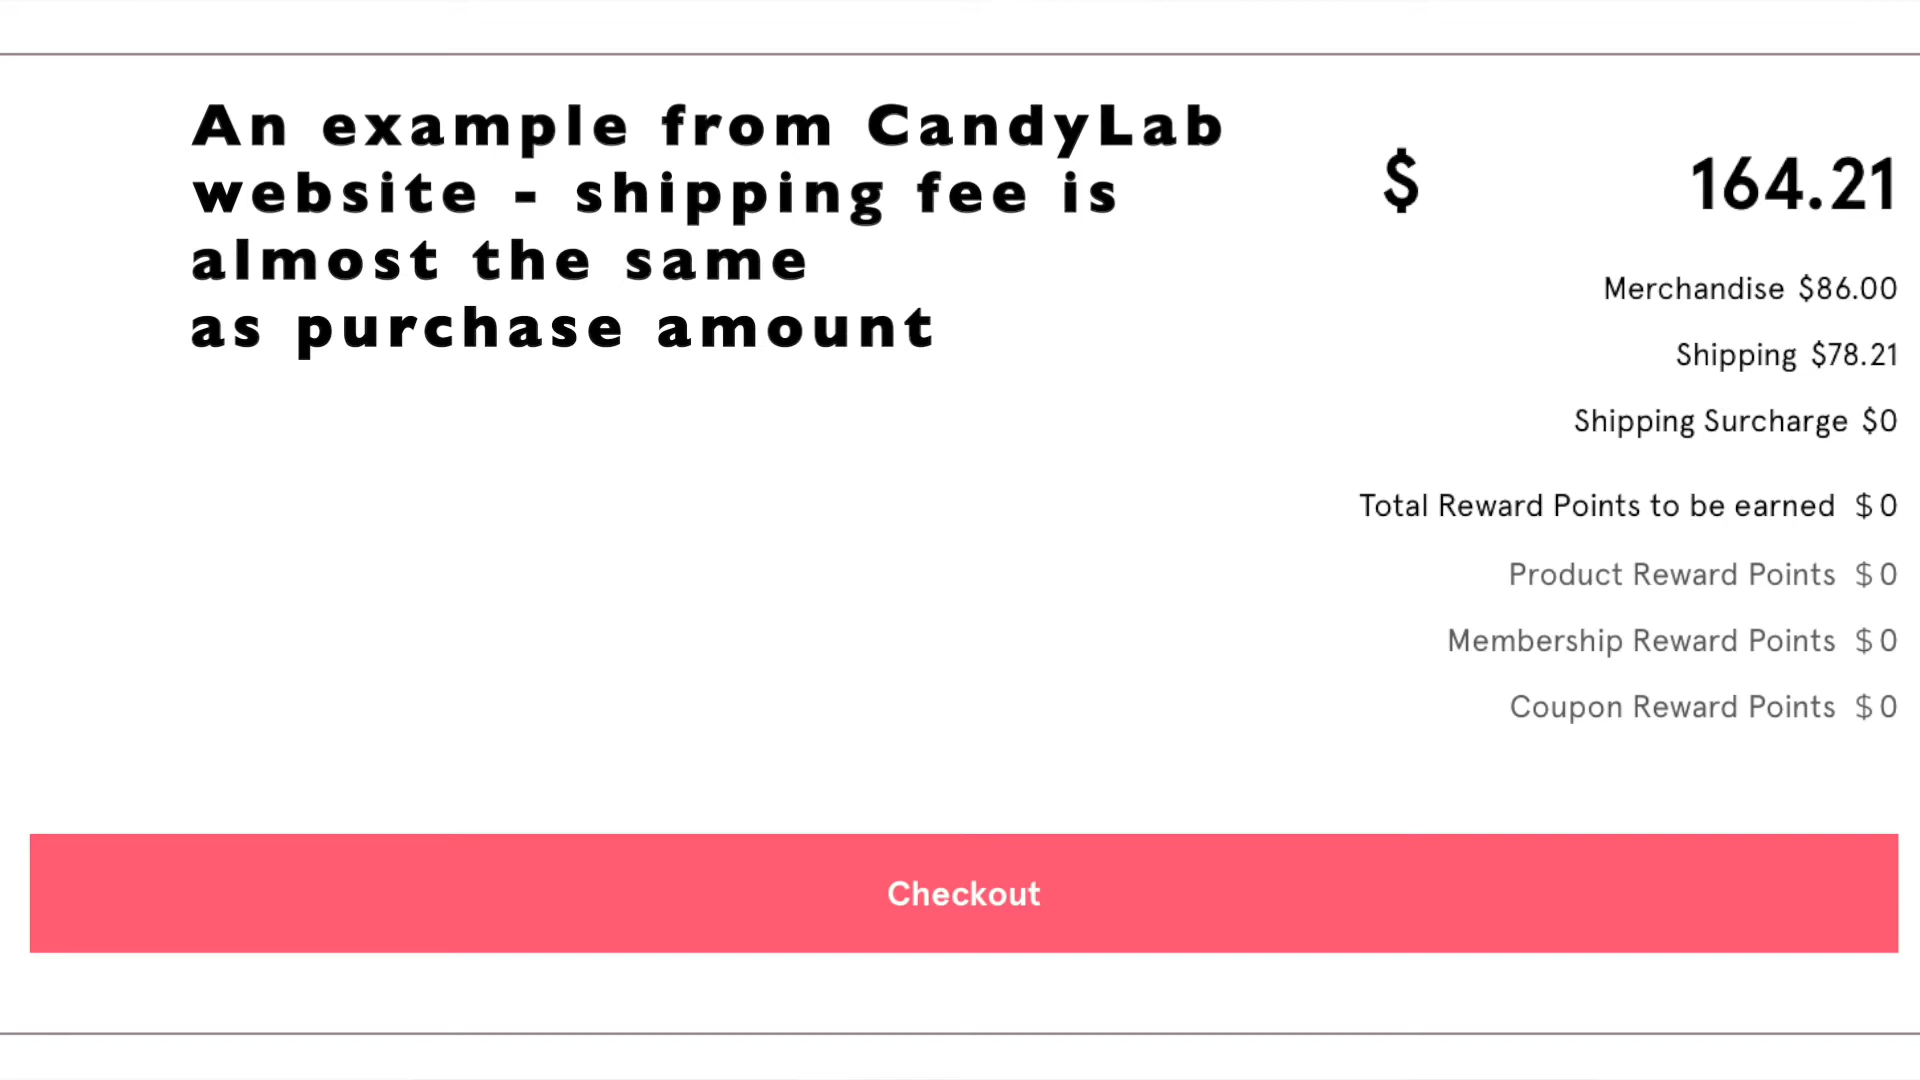 An example from CandyLab
website - shipping fee is
almost the same
as purchase amount
$ 164.21
Merchandise $86.00
Shipping $78.21
Shipping Surcharge $0
Total Reward Points to be earned $0
Product Reward Points $0
Membership Reward Points $0
Coupon Reward Points $0
Checkout